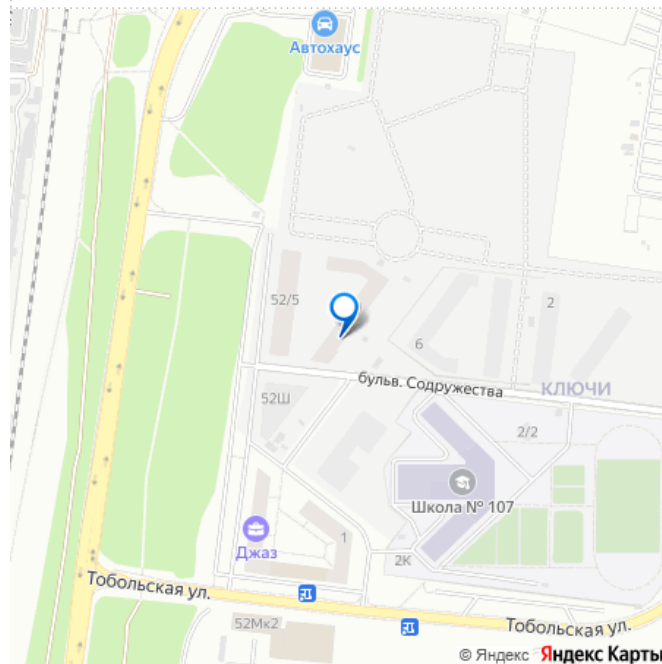 Автохаус
52/5
2
6
бульв. Содружества
КЛЮЧИ
52Ш
2/2
Школа № 107
1
Джаз
2К
Тобольская ул.
52Мк2
Тобольская ул.
© Яндекс Яндекс Карты